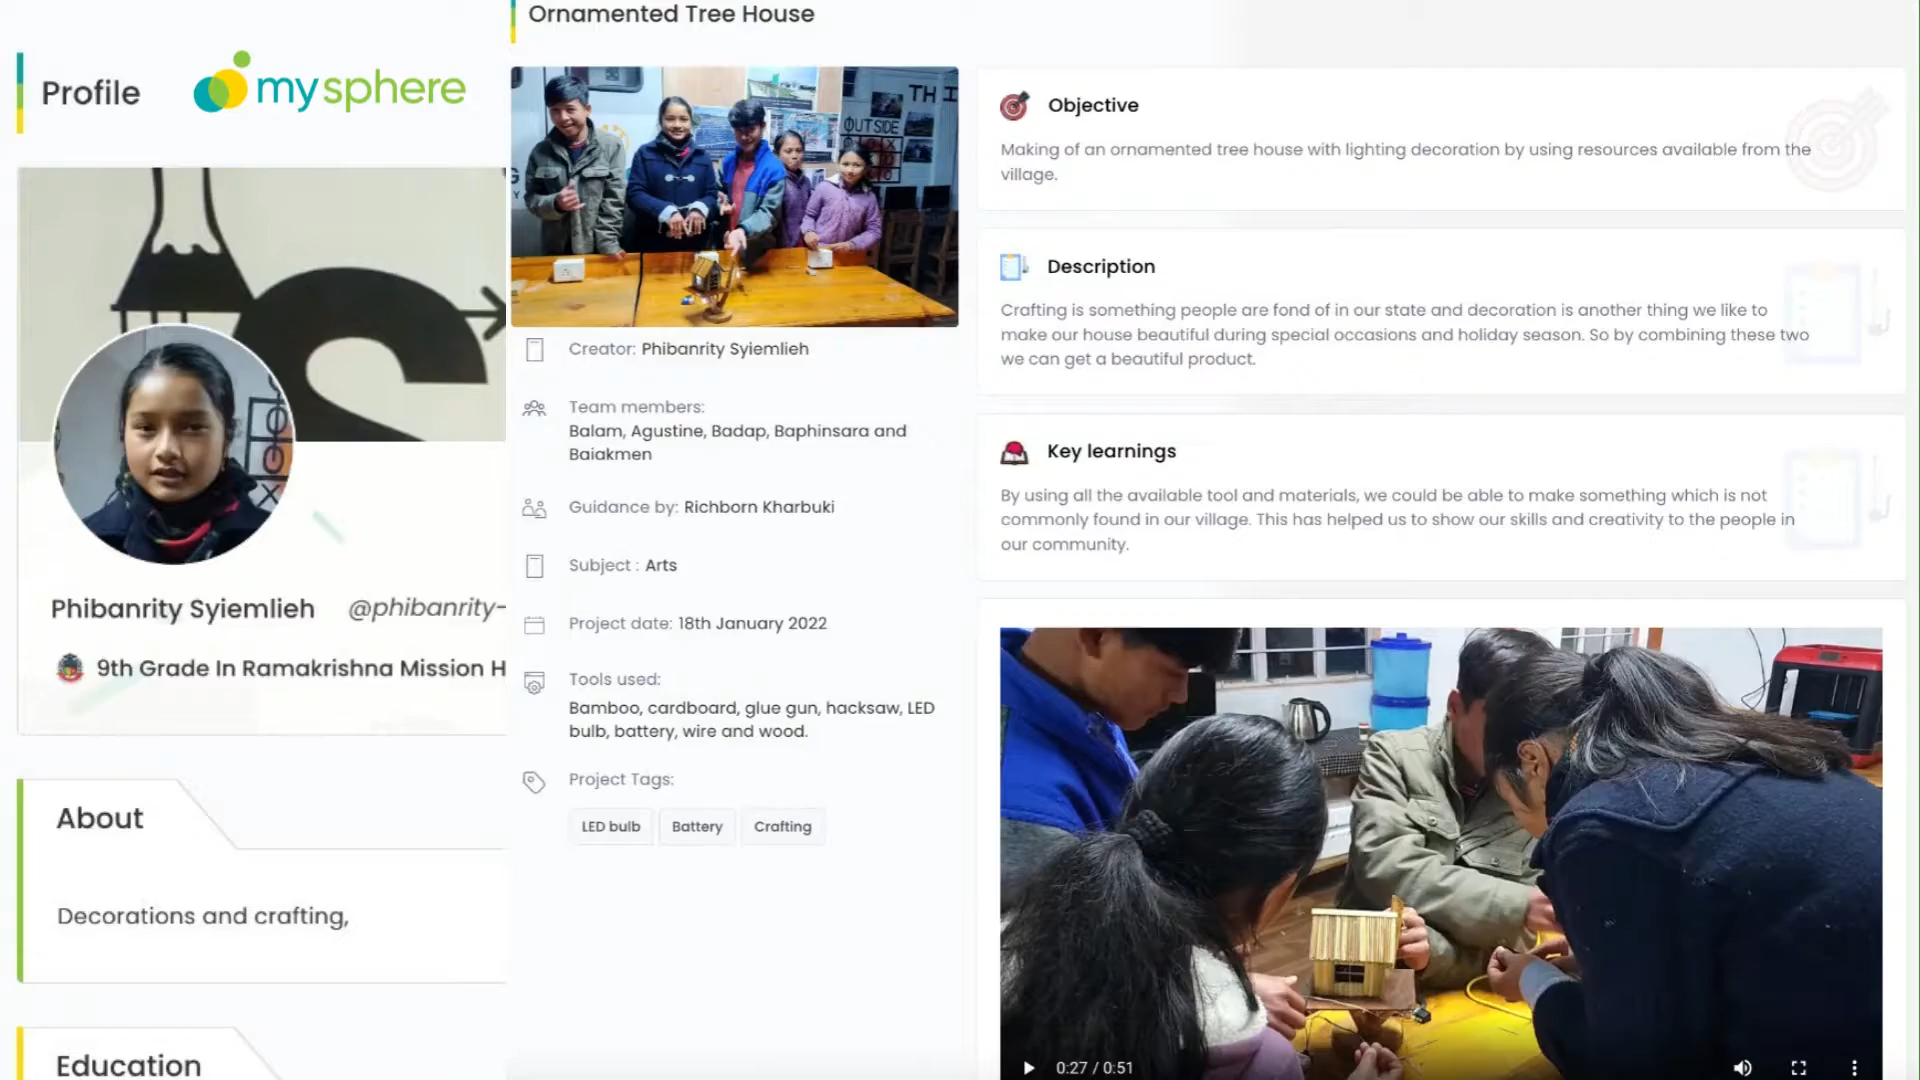 Profile
mysphere
Phibanrity Syiemlieh @phibanrity-
9th Grade In Ramakrishna Mission H
About
Decorations and crafting,
Education
Ornamented Tree House
TH I
OUTSIDE
Creator: Phibanrity Syiemlieh
Team members:
Balam, Agustine, Badap, Baphinsara and
Baiakmen
Guidance by: Richborn Kharbuki
Subject : Arts
Project date: 18th January 2022
Tools used:
Bamboo, cardboard, glue gun, hacksaw, LED
bulb, battery, wire and wood.
Project Tags:
LED bulb Battery Crafting
Objective
Making of an ornamented tree house with lighting decoration by using resources available from the
village.
Description
Crafting is something people are fond of in our state and decoration is another thing we like to
make our house beautiful during special occasions and holiday season. So by combining these two
we can get a beautiful product.
Key learnings
By using all the available tool and materials, we could be able to make something which is not
commonly found in our village. This has helped us to show our skills and creativity to the people in
our community.
0:27 / 0:51